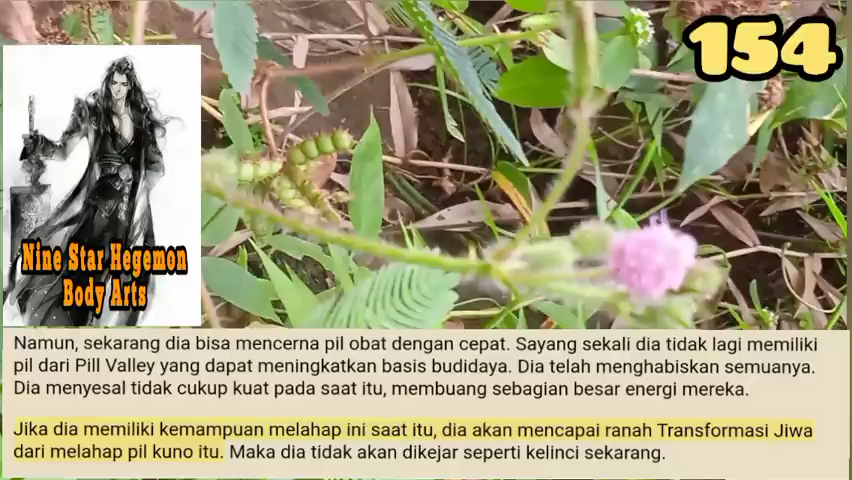 154
Nine Star Hegemon
Body Arts
Namun, sekarang dia bisa mencerna pil obat dengan cepat. Sayang sekali dia tidak lagi memiliki
pil dari Pill Valley yang dapat meningkatkan basis budidaya. Dia telah menghabiskan semuanya.
Dia menyesal tidak cukup kuat pada saat itu, membuang sebagian besar energi mereka.
Jika dia memiliki kemampuan melahap ini saat itu, dia akan mencapai ranah Transformasi Jiwa
dari melahap pil kuno itu. Maka dia tidak akan dikejar seperti kelinci sekarang.